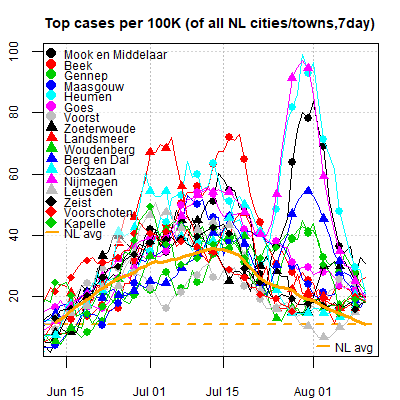 Top cases per 100K (of all NL cities/towns,7day)
100
80
60
40
20
Mook en Middelaar
Beek
Gennep
Maasgouw
Heumen
Goes
Voorst
Zoeterwoude
Landsmeer
Woudenberg
Berg en Dal
Oostzaan
Nijmegen
Leusden
Zeist
Voorschoten
Kapelle
NL avg
NL avg
Jun 15
Jul 01
Jul 15
Aug 01